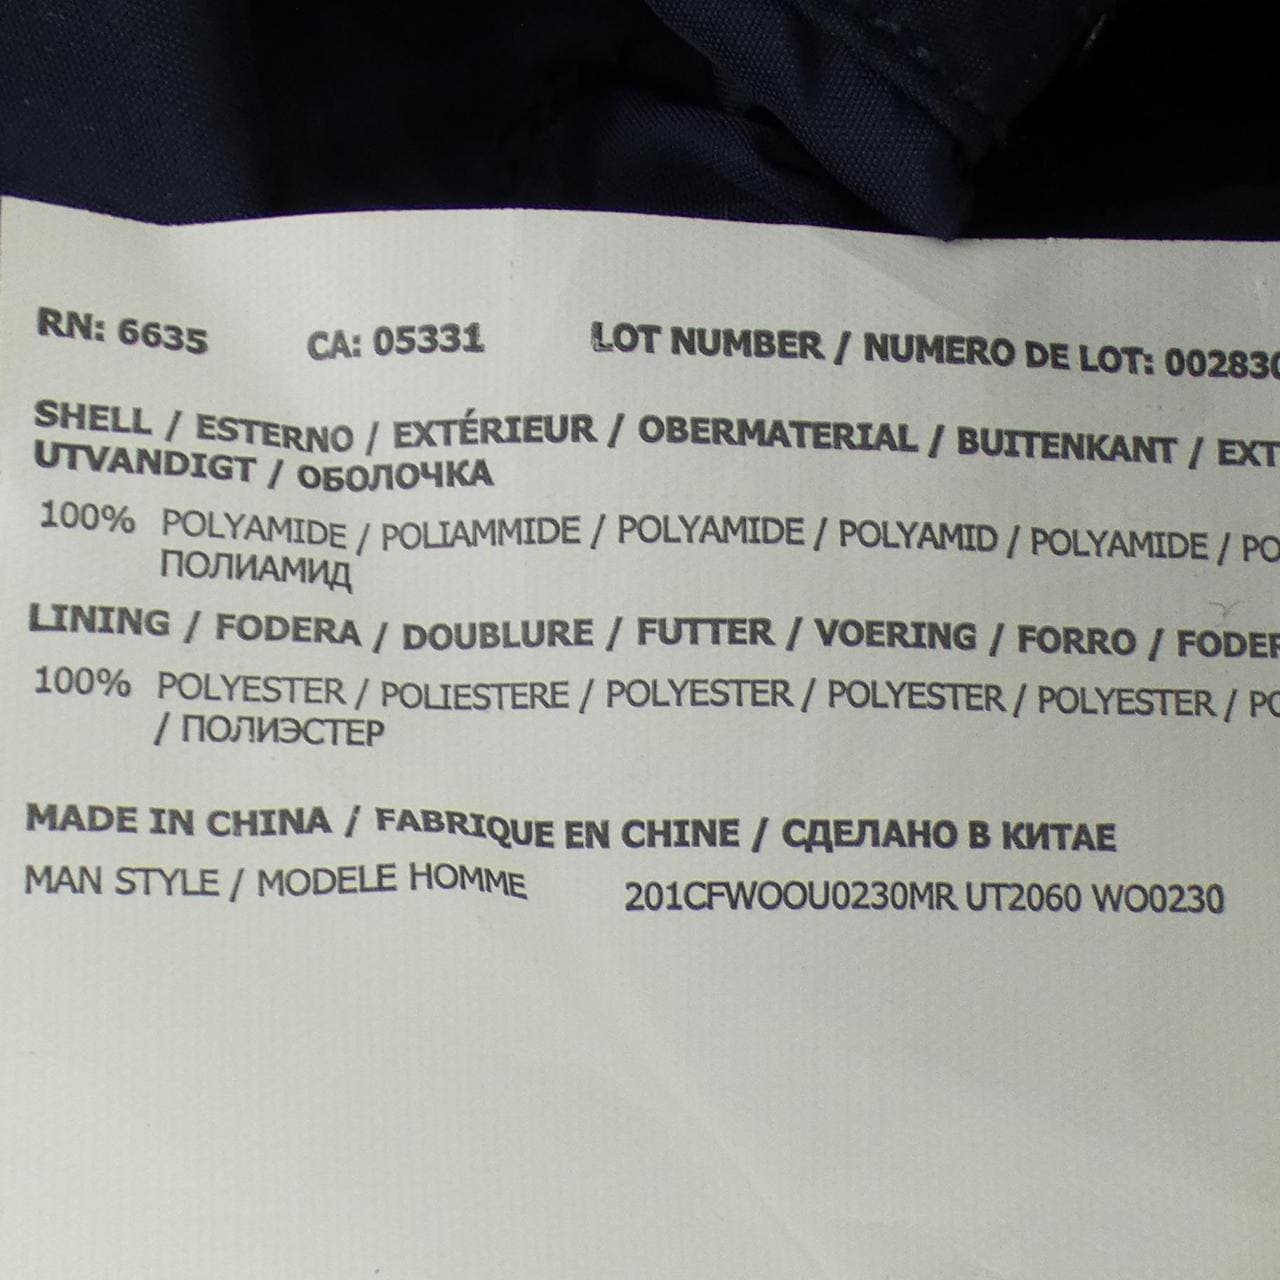 RN: 6635 CA: 05331 LOT NUMBER / NUMERO DE LOT: 002830
SHELL / ESTERNO / EXTÉRIEUR / OBERMATERIAL / BUITENKANT / EXT
UTVANDIGT / ОБОЛОЧКА
100% POLYAMIDE / POLIAMMIDE / POLYAMIDE / POLYAMID / POLYAMIDE / PO
ПОЛИАМИД
LINING / FODERA / DOUBLURE / FUTTER / VOERING / FORRO / FODER
100% POLYESTER / POLIESTERE / POLYESTER / POLYESTER / POLYESTER / PO
/ ПОЛИЭСТЕР
MADE IN CHINA / FABRIQUE EN CHINE / СДЕЛАНО В КИТАЕ
MAN STYLE / MODELE HOMME 201CFWOOU0230MR UT2060 WO0230